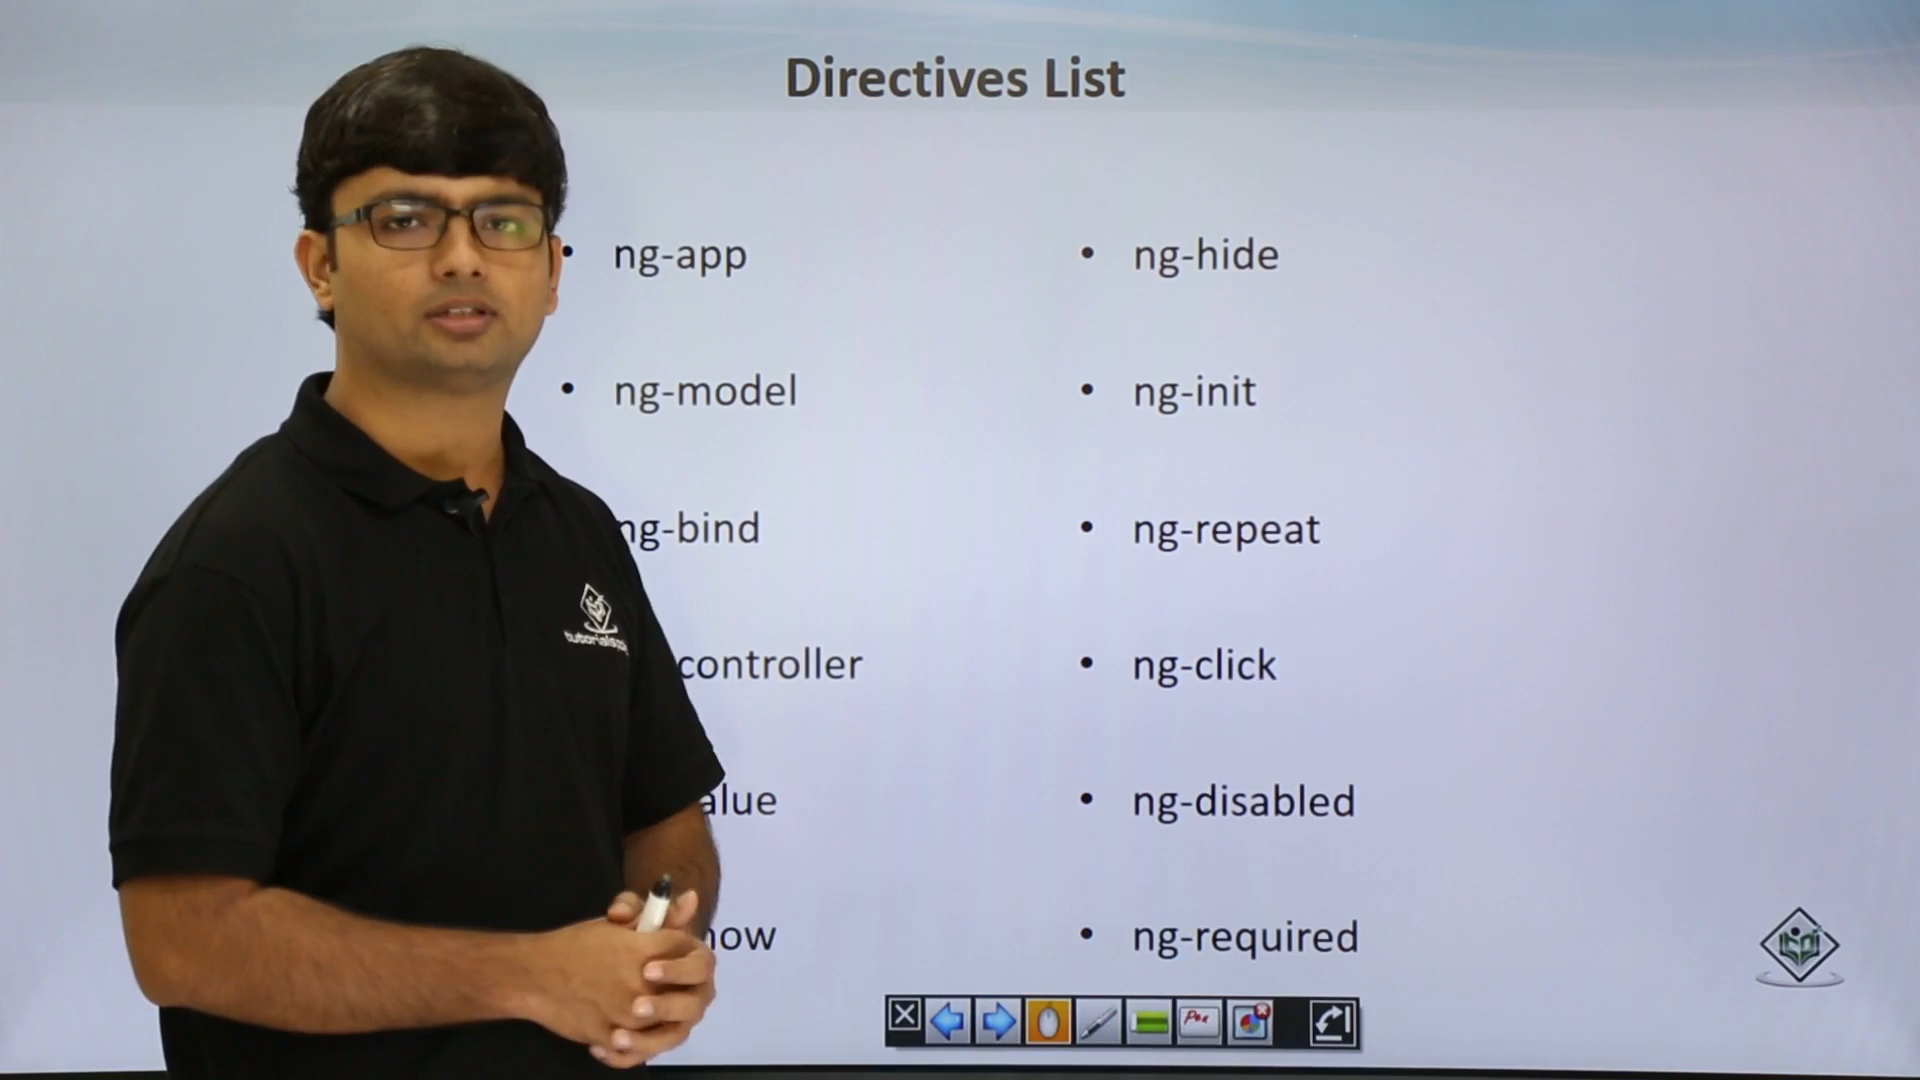 Directives List
ng-app
ng-model
ng-bind
controller
ng-hide
ng-init
ng-repeat
ng-click
ng-disabled
ng-required